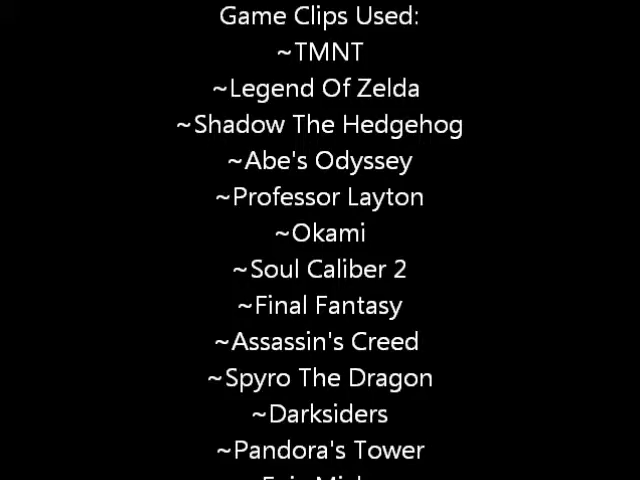 Game Clips Used:
~TMNT
~Legend Of Zelda
~Shadow The Hedgehog
~Abe's Odyssey
~Professor Layton
~Okami
~Soul Caliber 2
~Final Fantasy
~Assassin's Creed
~Spyro The Dragon
~Darksiders
~Pandora's Tower